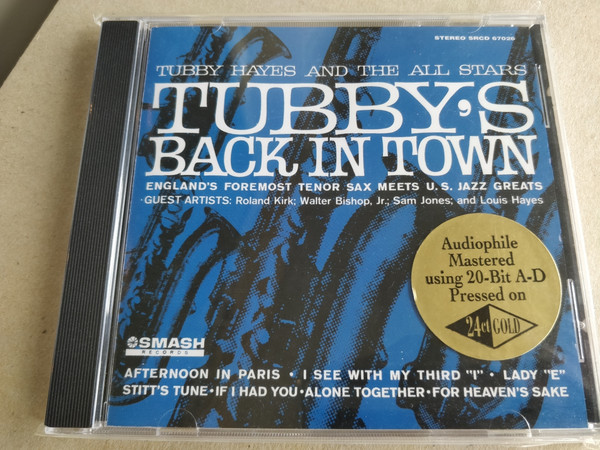 STEREO SRCD 67026
TUBBY HAYES AND THE ALL STARS
TUBBY'S
BACK IN TOWN
ENGLAND'S FOREMOST TENOR SAX MEETS U.S. JAZZ GREATS
·GUEST ARTISTS: Roland Kirk; Walter Bishop, Jr.; Sam Jones; and Louis Hayes
Audiophile
Mastered
using 20-Bit A-D
Pressed on
24ct GOLD
SMASH
RECORDS
AFTERNOON IN PARIS · I SEE WITH MY THIRD "I" · LADY "E"
STITT'S TUNE · IF I HAD YOU · ALONE TOGETHER · FOR HEAVEN'S SAKE